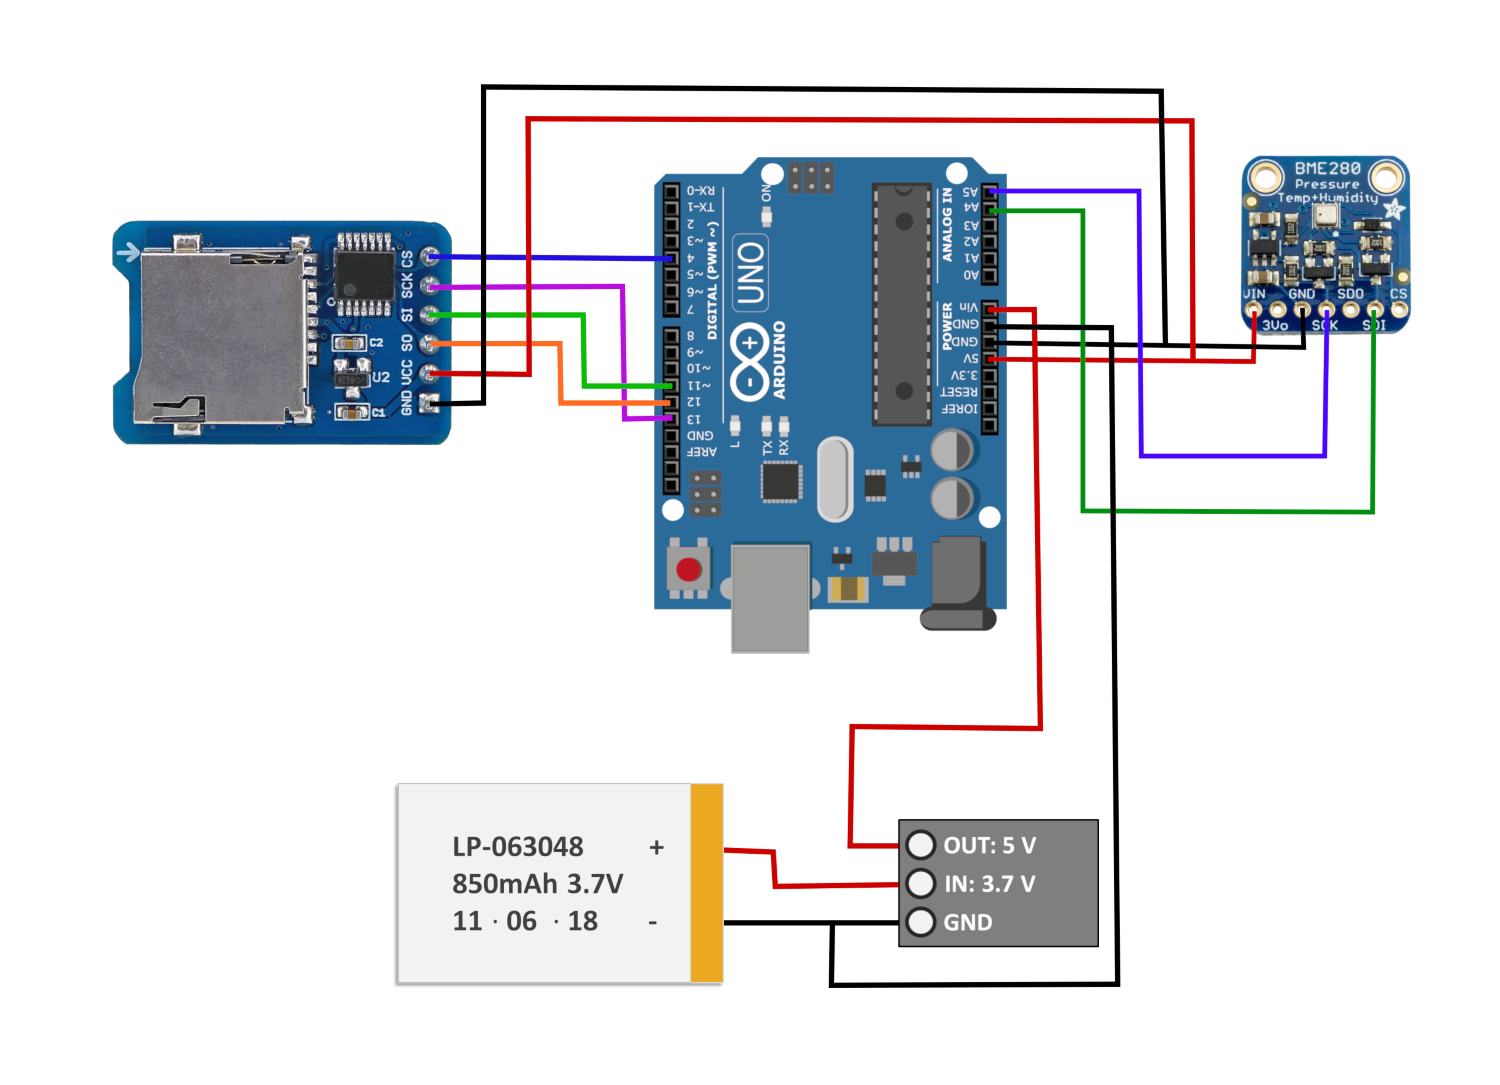 CS
SCK
SI
SO
VCC
GND
C2
U2
C1
RX-0
TX-1
2
~3
4
~5
~6
7
8
~9
~10
~11
12
13
GND
AREF
DIGITAL (PWM ~)
ON
UNO
ARDUINO
L
TX
RX
ANALOG IN
A5
A4
A3
A2
A1
A0
POWER
Vin
GND
GND
5V
3.3V
RESET
IOREF
BME280
Pressure
Temp+Humidity
VIN
GND
SDO
CS
3Vo
SCK
SDI
LP-063048 +
850mAh 3.7V
11 · 06 · 18 -
OUT: 5 V
IN: 3.7 V
GND